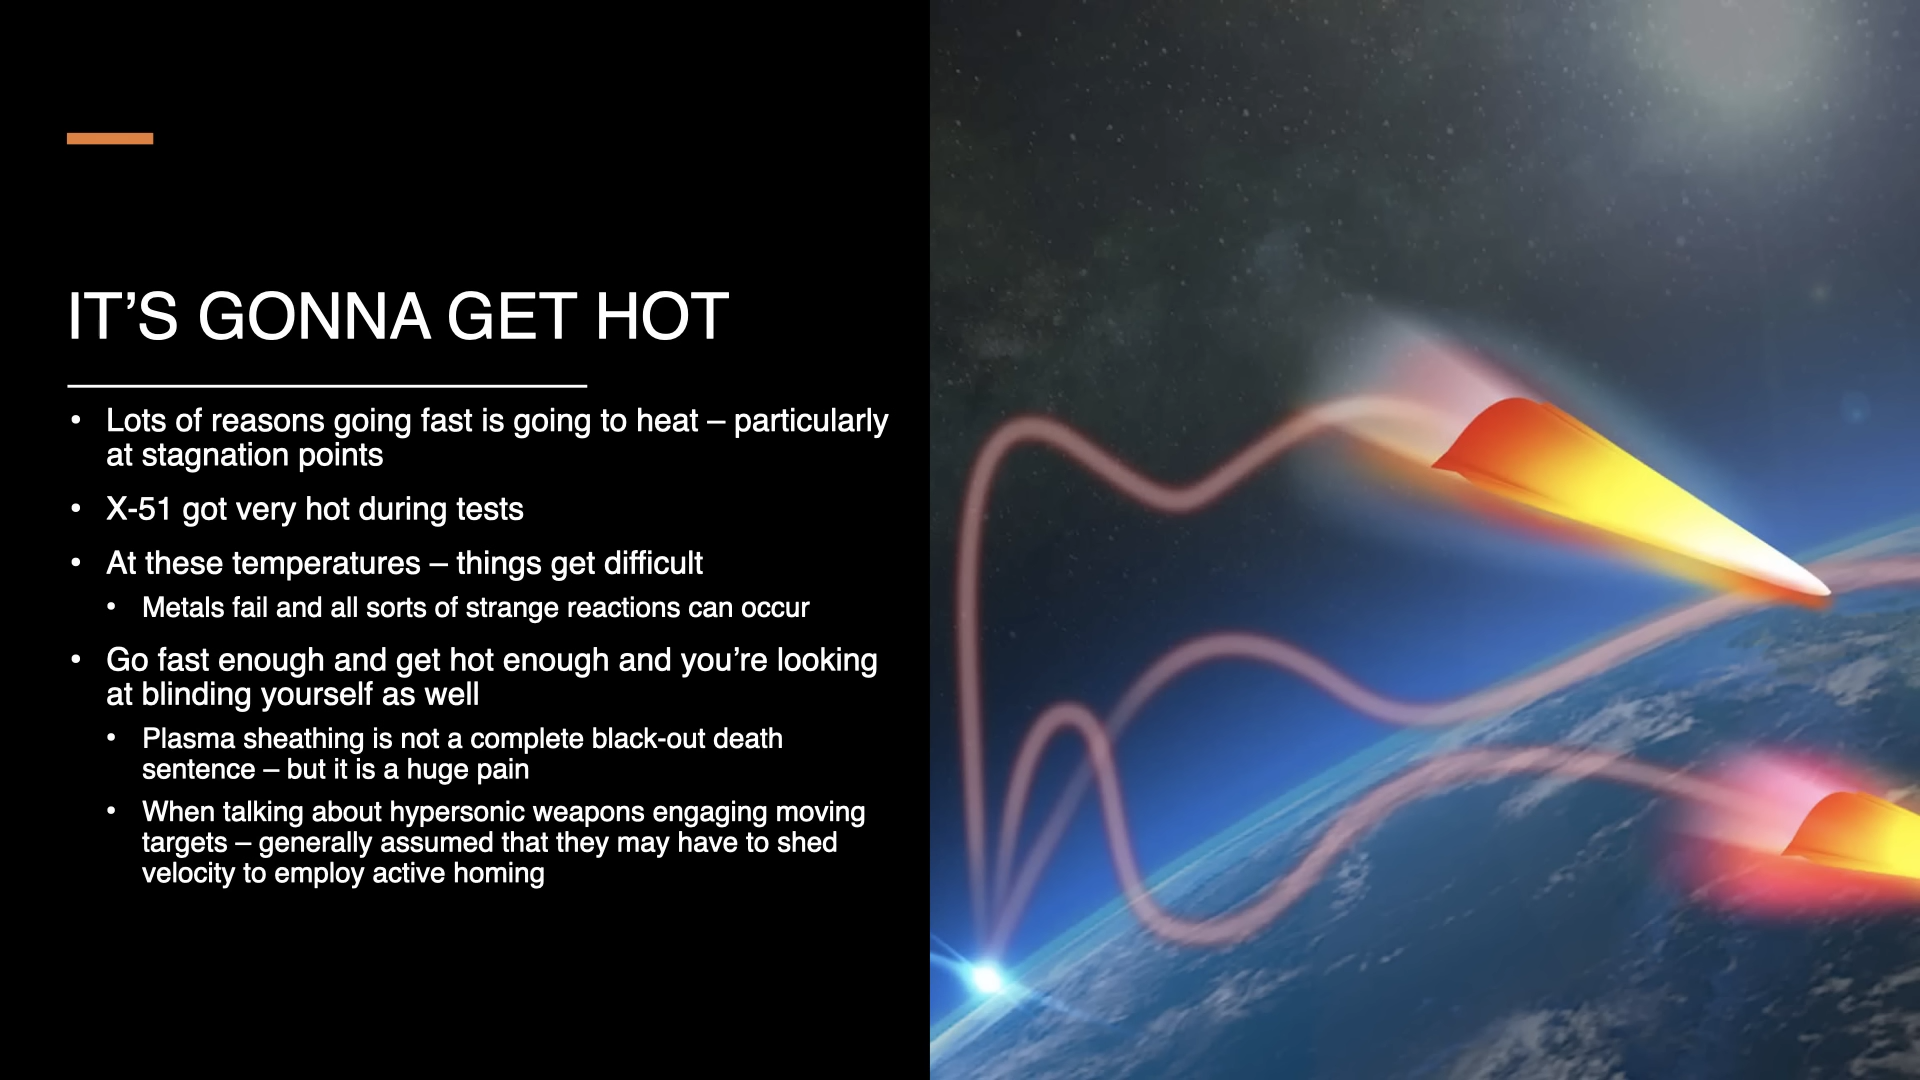 IT’S GONNA GET HOT
• Lots of reasons going fast is going to heat – particularly
at stagnation points
• X-51 got very hot during tests
• At these temperatures – things get difficult
• Metals fail and all sorts of strange reactions can occur
• Go fast enough and get hot enough and you’re looking
at blinding yourself as well
• Plasma sheathing is not a complete black-out death
sentence – but it is a huge pain
• When talking about hypersonic weapons engaging moving
targets – generally assumed that they may have to shed
velocity to employ active homing